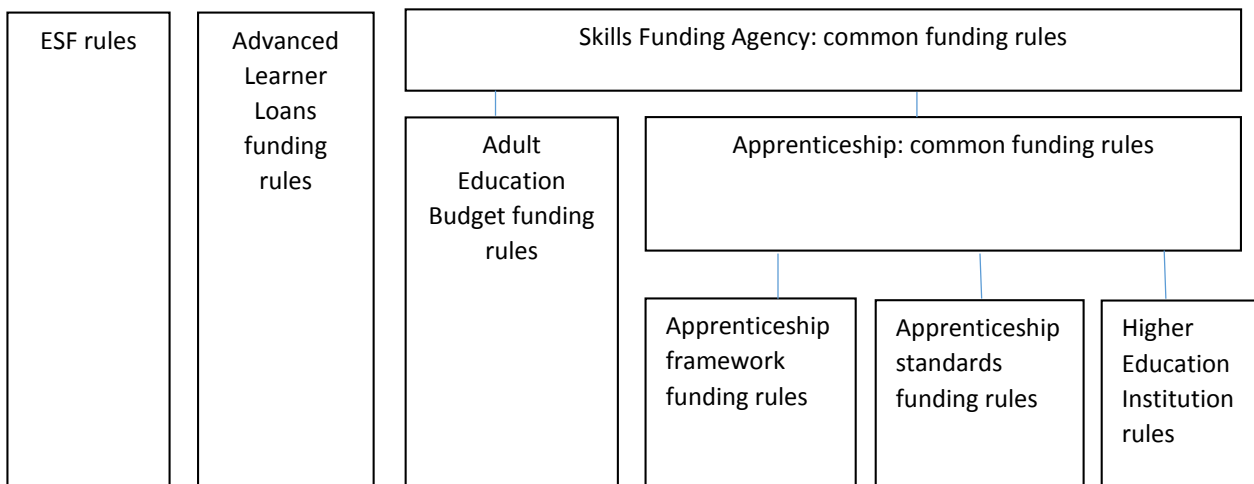 ESF rules
Advanced
Learner
Loans
funding
rules
Skills Funding Agency: common funding rules
Adult
Education
Budget funding
rules
Apprenticeship: common funding rules
Apprenticeship
framework
funding rules
Apprenticeship
standards
funding rules
Higher
Education
Institution
rules